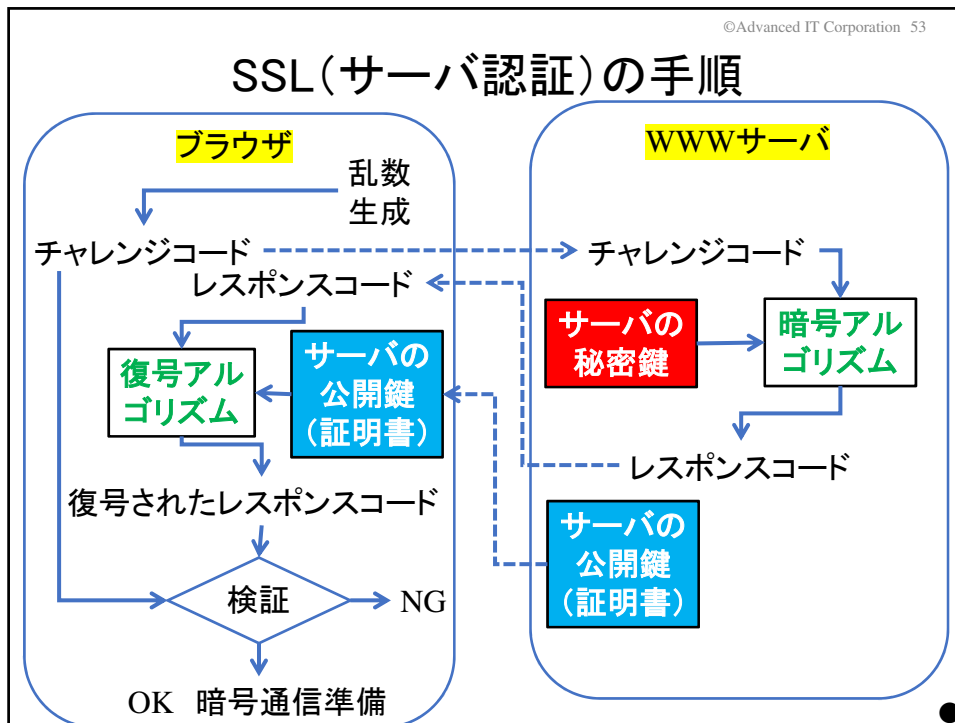 ©Advanced IT Corporation 53
SSL(サーバ認証)の手順
ブラウザ
乱数
生成
チャレンジコード
レスポンスコード
復号アル
ゴリズム
サーバの
公開鍵
(証明書)
復号されたレスポンスコード
検証
NG
OK 暗号通信準備
WWWサーバ
チャレンジコード
サーバの
秘密鍵
暗号アル
ゴリズム
レスポンスコード
サーバの
公開鍵
(証明書)